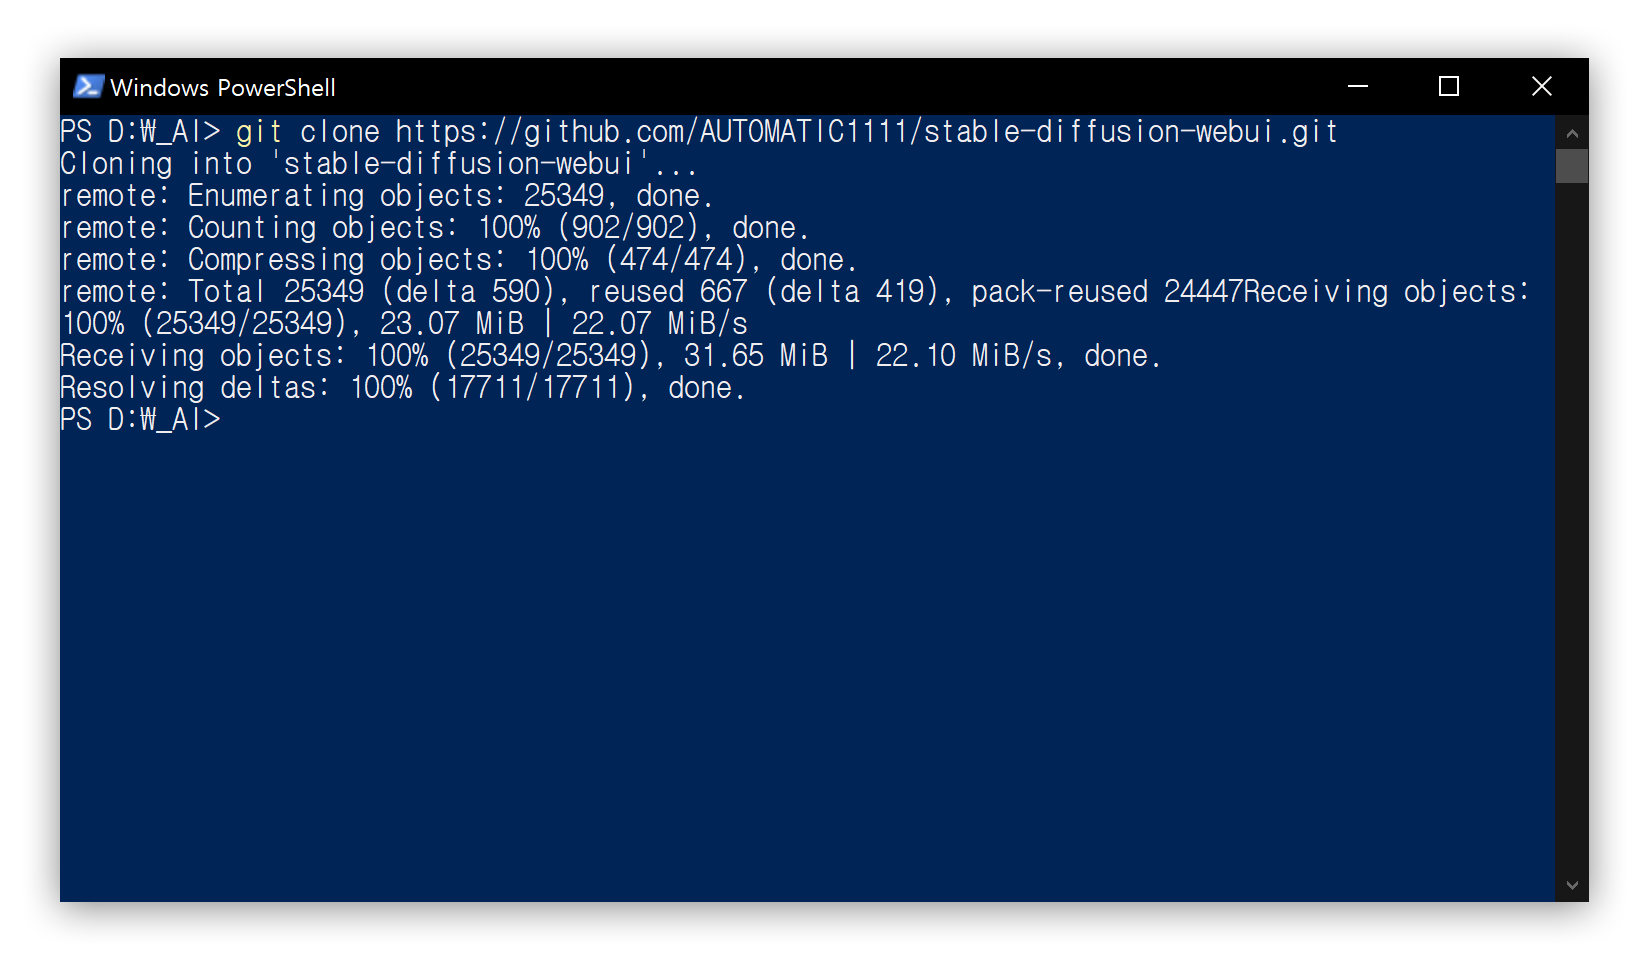 Windows PowerShell
PS D:₩_AI> git clone https://github.com/AUTOMATIC1111/stable-diffusion-webui.git
Cloning into 'stable-diffusion-webui'...
remote: Enumerating objects: 25349, done.
remote: Counting objects: 100% (902/902), done.
remote: Compressing objects: 100% (474/474), done.
remote: Total 25349 (delta 590), reused 667 (delta 419), pack-reused 24447Receiving objects:
100% (25349/25349), 23.07 MiB | 22.07 MiB/s
Receiving objects: 100% (25349/25349), 31.65 MiB | 22.10 MiB/s, done.
Resolving deltas: 100% (17711/17711), done.
PS D:₩_AI>